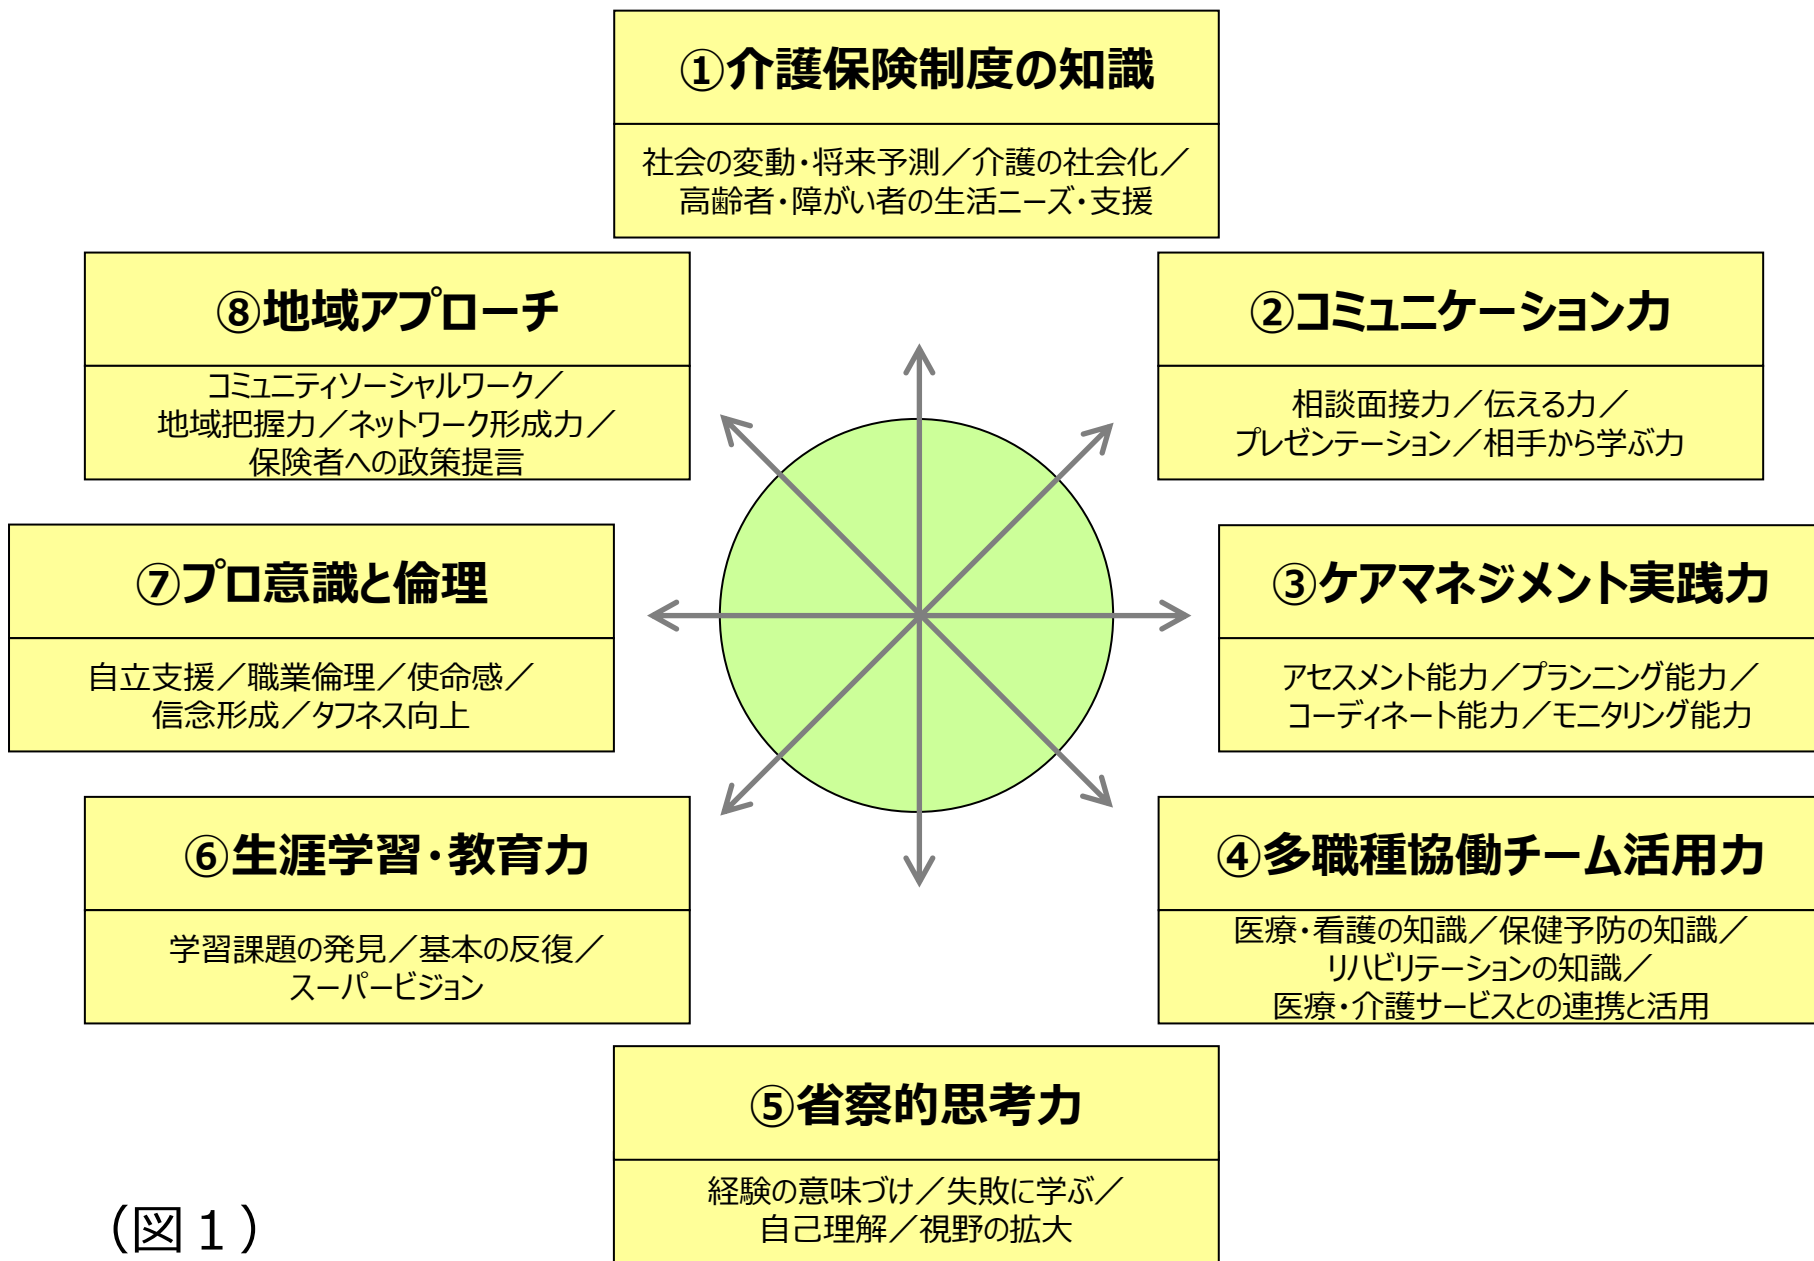 ①介護保険制度の知識
社会の変動・将来予測／介護の社会化／
高齢者・障がい者の生活ニーズ・支援
②コミュニケーション力
相談面接力／伝える力／
プレゼンテーション／相手から学ぶ力
③ケアマネジメント実践力
アセスメント能力／プランニング能力／
コーディネート能力／モニタリング能力
④多職種協働チーム活用力
医療・看護の知識／保健予防の知識／
リハビリテーションの知識／
医療・介護サービスとの連携と活用
⑤省察的思考力
経験の意味づけ／失敗に学ぶ／
自己理解／視野の拡大
⑥生涯学習・教育力
学習課題の発見／基本の反復／
スーパービジョン
⑦プロ意識と倫理
自立支援／職業倫理／使命感／
信念形成／タフネス向上
⑧地域アプローチ
コミュニティソーシャルワーク／
地域把握力／ネットワーク形成力／
保険者への政策提言
（図１）